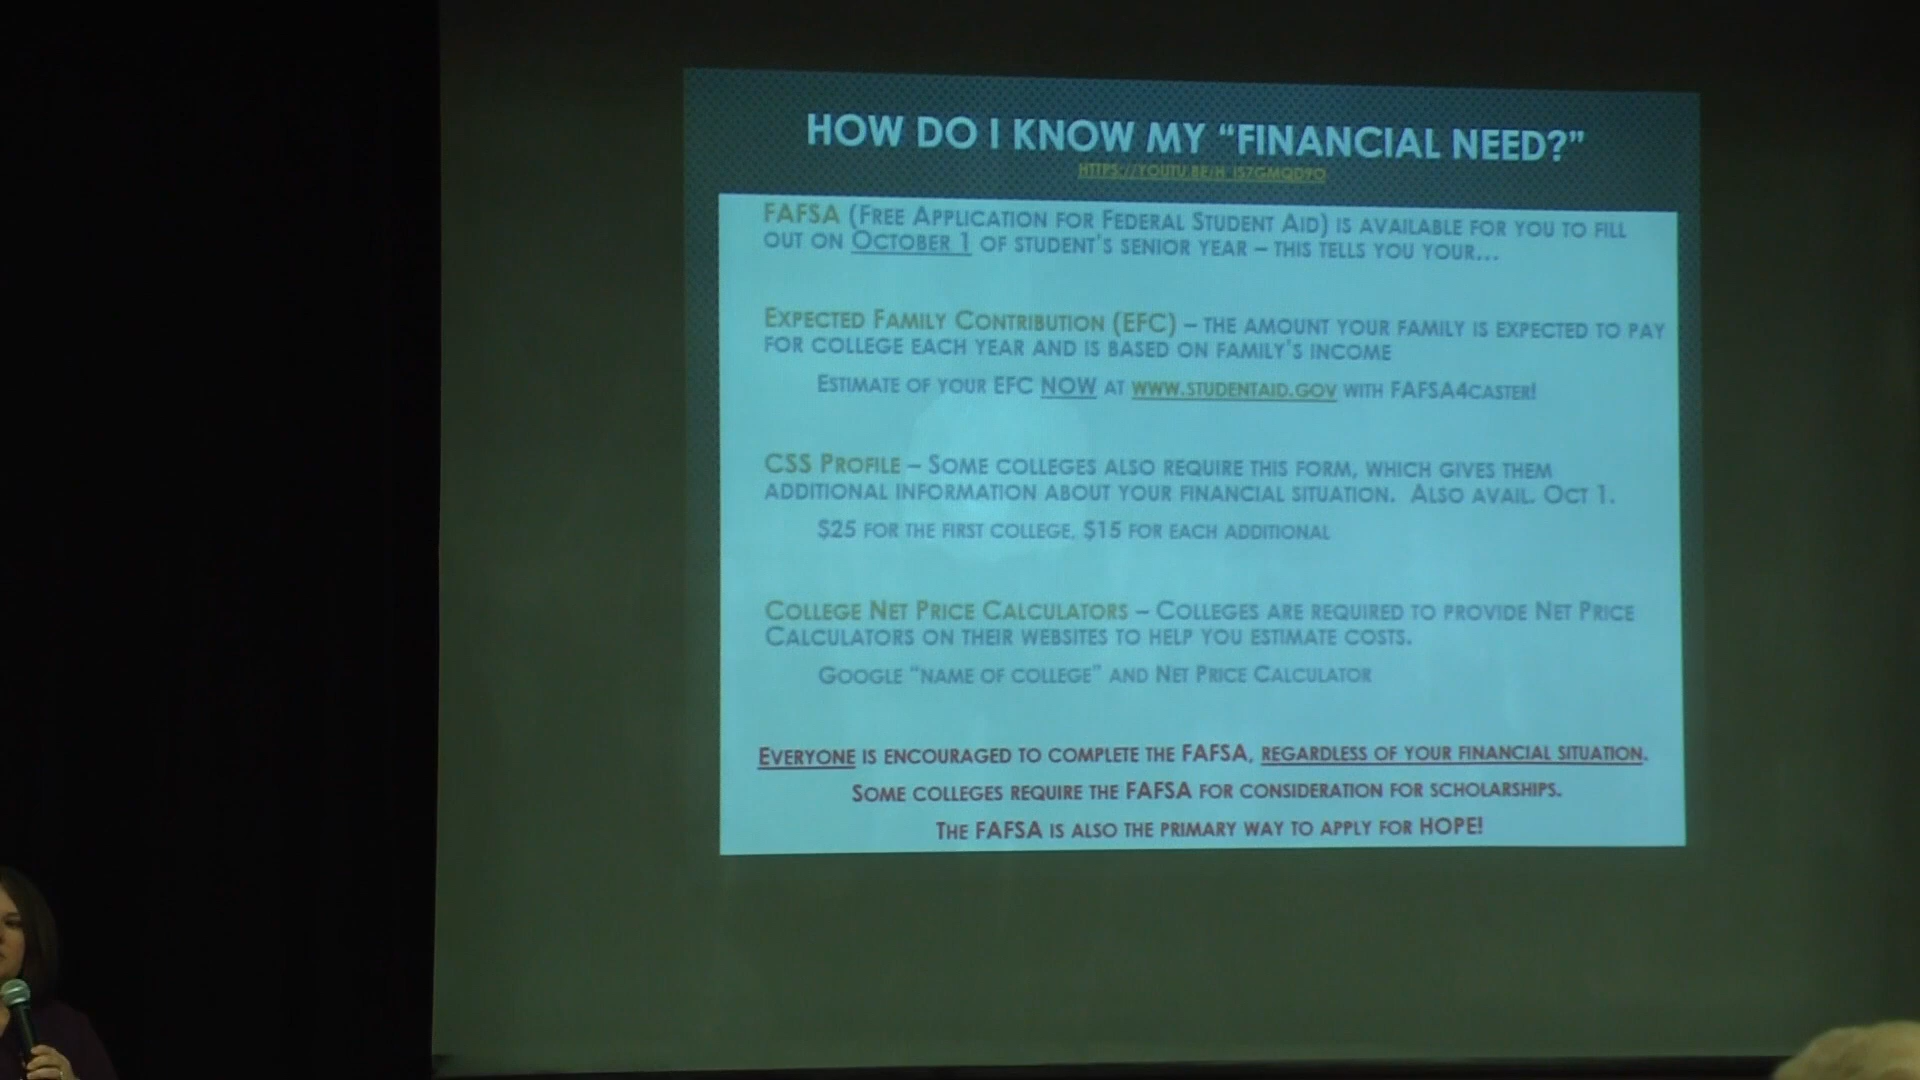 HOW DO I KNOW MY “FINANCIAL NEED?”
FAFSA (FREE APPLICATION FOR FEDERAL STUDENT AID) IS AVAILABLE FOR YOU TO FILL
OUT ON OCTOBER 1 OF STUDENT'S SENIOR YEAR – THIS TELLS YOU YOUR...
EXPECTED FAMILY CONTRIBUTION (EFC) – THE AMOUNT YOUR FAMILY IS EXPECTED TO PAY
FOR COLLEGE EACH YEAR AND IS BASED ON FAMILY'S INCOME
ESTIMATE OF YOUR EFC NOW AT WWW.STUDENTAID.GOV WITH FAFSA4CASTER!
CSS PROFILE – SOME COLLEGES ALSO REQUIRE THIS FORM, WHICH GIVES THEM
ADDITIONAL INFORMATION ABOUT YOUR FINANCIAL SITUATION. ALSO AVAIL. OCT 1.
$25 FOR THE FIRST COLLEGE, $15 FOR EACH ADDITIONAL
COLLEGE NET PRICE CALCULATORS – COLLEGES ARE REQUIRED TO PROVIDE NET PRICE
CALCULATORS ON THEIR WEBSITES TO HELP YOU ESTIMATE COSTS.
GOOGLE “NAME OF COLLEGE” AND NET PRICE CALCULATOR
EVERYONE IS ENCOURAGED TO COMPLETE THE FAFSA, REGARDLESS OF YOUR FINANCIAL SITUATION.
SOME COLLEGES REQUIRE THE FAFSA FOR CONSIDERATION FOR SCHOLARSHIPS.
THE FAFSA IS ALSO THE PRIMARY WAY TO APPLY FOR HOPE!